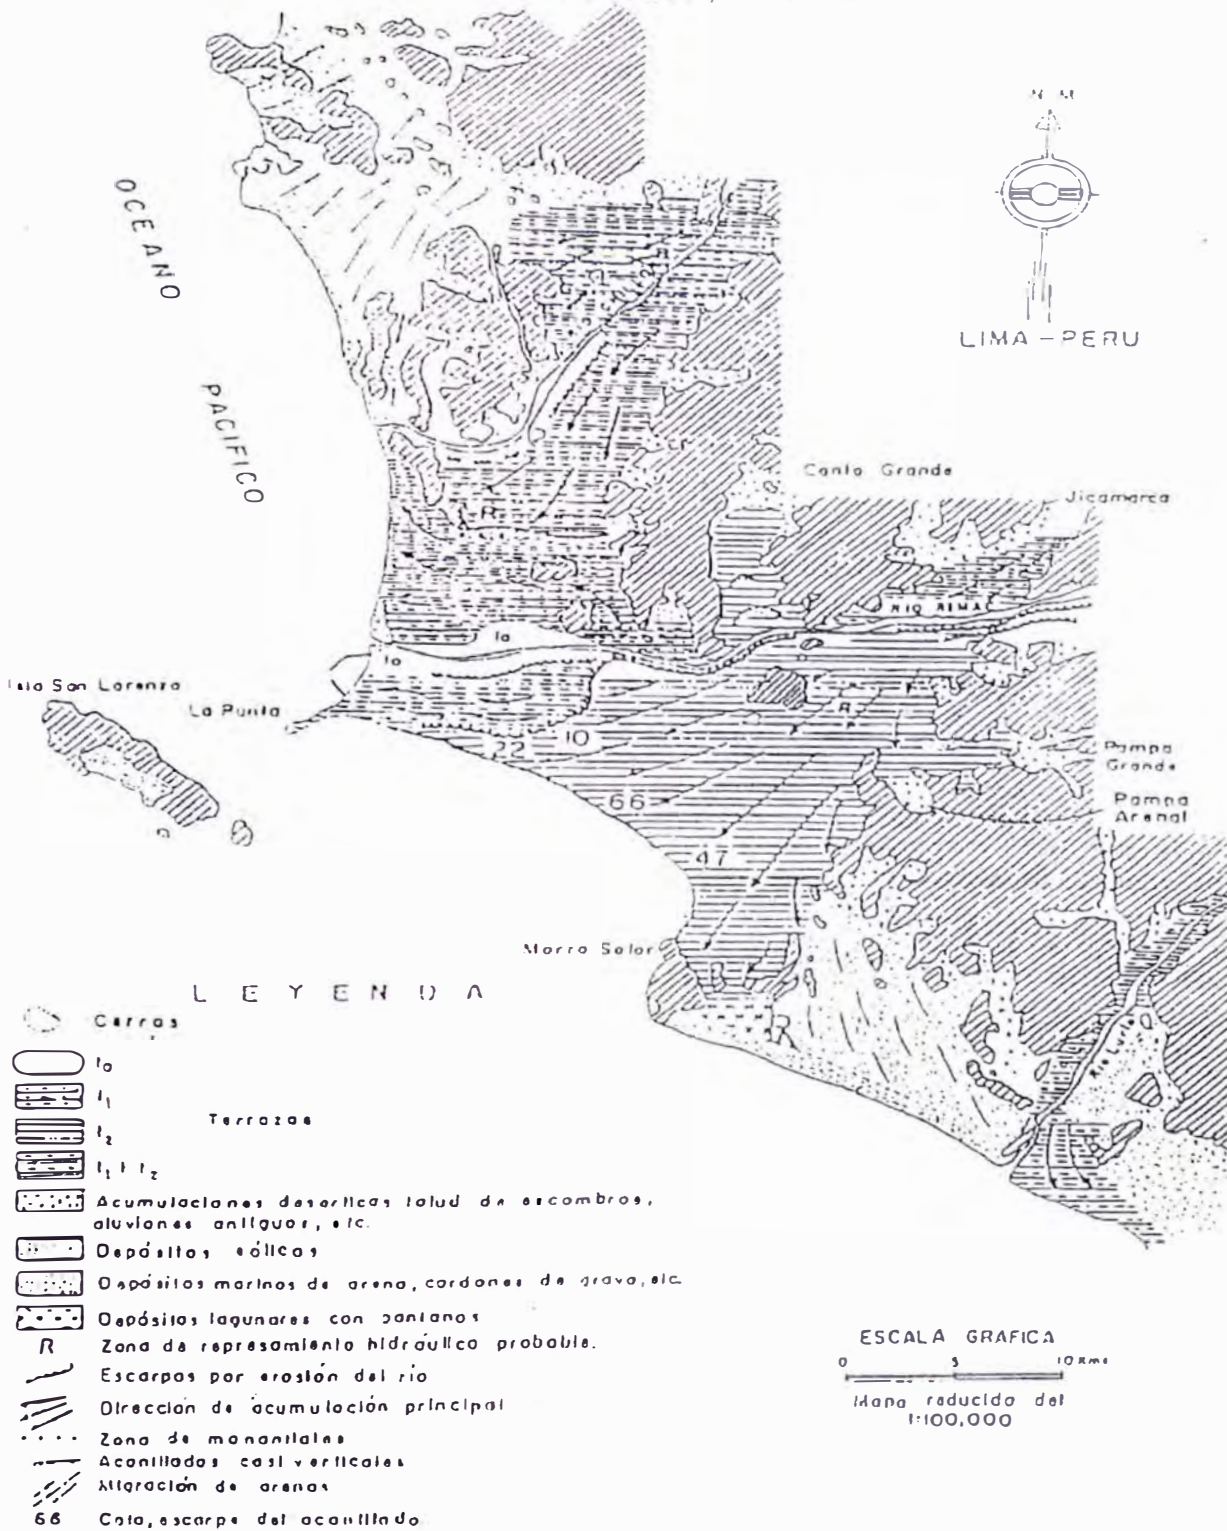 N M
LIMA - PERU
OCEANO
PACIFICO
Canto Grande
Jicamarca
R
RIO RIMAC
to
to
Isla San Lorenzo
La Punta
R
22
10
Pampa
Grande
66
Pampa
Arenal
47
Morro Solar
R
Rio Lurin
LEYENDA
Cerros
t0
t1
Terrazas
t2
t1 + t2
Acumulaciones deserticas talud de escombros,
aluviones antiguos, etc.
Depósitos eólicos
Depósitos marinos de arena, cordones de grava, etc.
Depósitos lagunares con pantanos
R Zona de represamiento hidráulico probable.
Escarpas por erosión del río
Dirección de acumulación principal
Zona de manantiales
Acantilados casi verticales
Migración de arenas
66 Cota, escarpe del acantilado
ESCALA GRAFICA
0 5 10 Kms
Mapa reducido del
1:100,000